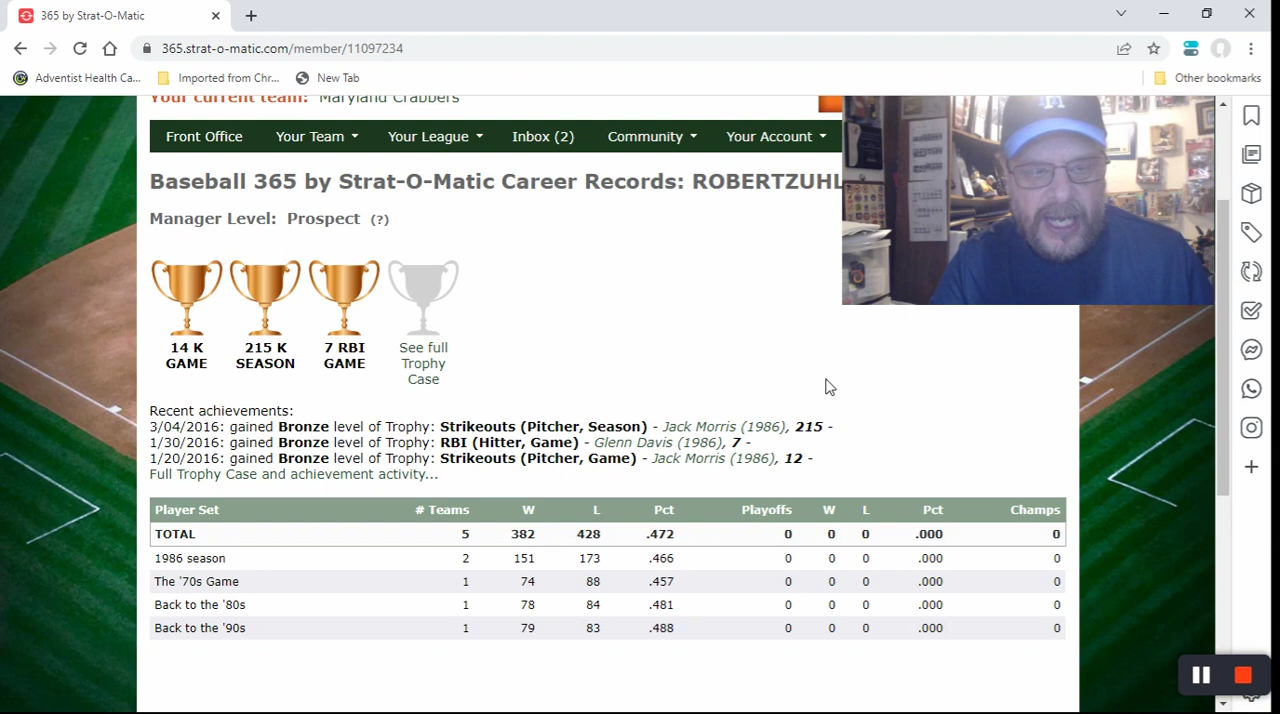 365 by Strat-O-Matic
365.strat-o-matic.com/member/11097234
Adventist Health Ca... Imported from Chr... New Tab Other bookmarks
Your current team: Maryland Crabbers
Front Office Your Team Your League Inbox (2) Community Your Account
Baseball 365 by Strat-O-Matic Career Records: ROBERTZUHL
Manager Level: Prospect (?)
14 K GAME
215 K SEASON
7 RBI GAME
See full Trophy Case
Recent achievements:
3/04/2016: gained Bronze level of Trophy: Strikeouts (Pitcher, Season) - Jack Morris (1986), 215 -
1/30/2016: gained Bronze level of Trophy: RBI (Hitter, Game) - Glenn Davis (1986), 7 -
1/20/2016: gained Bronze level of Trophy: Strikeouts (Pitcher, Game) - Jack Morris (1986), 12 -
Full Trophy Case and achievement activity...
Player Set # Teams W L Pct Playoffs W L Pct Champs
TOTAL 5 382 428 .472 0 0 0 .000 0
1986 season 2 151 173 .466 0 0 0 .000 0
The '70s Game 1 74 88 .457 0 0 0 .000 0
Back to the '80s 1 78 84 .481 0 0 0 .000 0
Back to the '90s 1 79 83 .488 0 0 0 .000 0